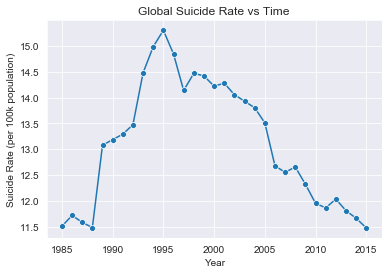 Global Suicide Rate vs Time
Suicide Rate (per 100k population)
15.0
14.5
14.0
13.5
13.0
12.5
12.0
11.5
1985 1990 1995 2000 2005 2010 2015
Year